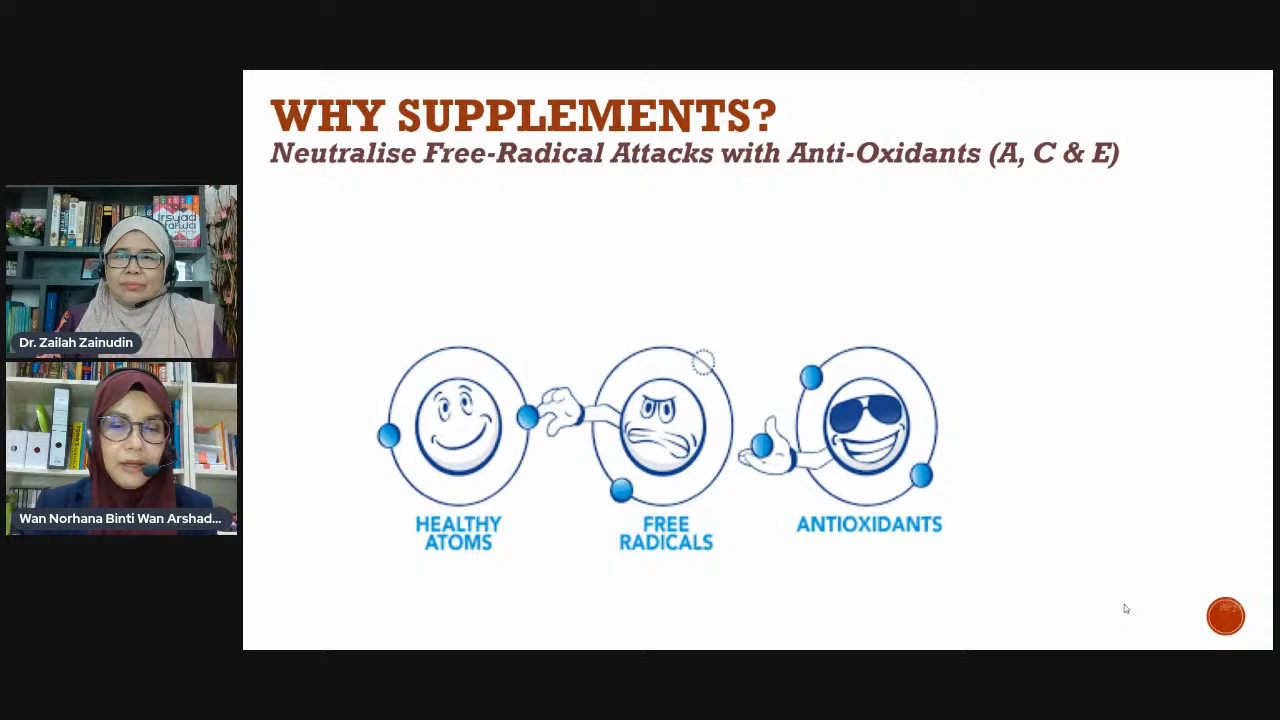 WHY SUPPLEMENTS?
Neutralise Free-Radical Attacks with Anti-Oxidants (A, C & E)
Dr. Zailah Zainudin
Wan Norhana Binti Wan Arshad...
HEALTHY
ATOMS
FREE
RADICALS
ANTIOXIDANTS